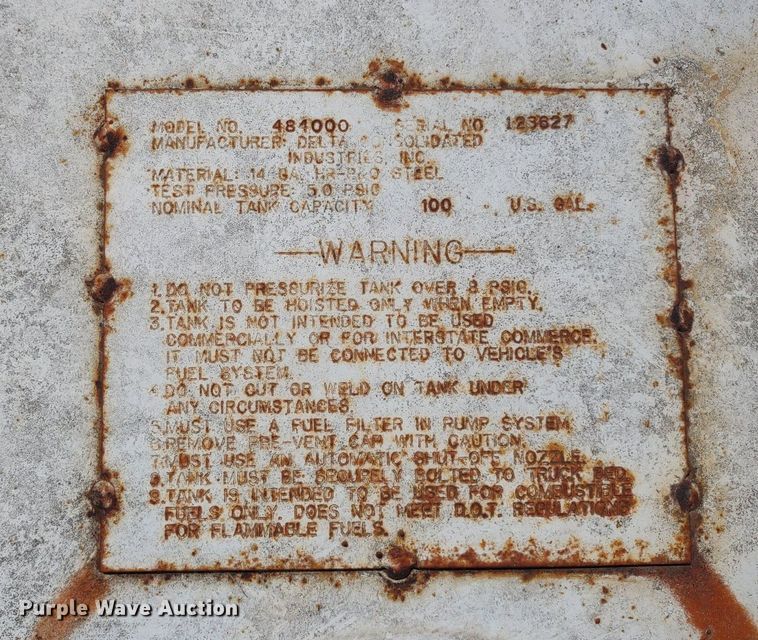 MODEL NO. 484000 SERIAL NO. 123627
MANUFACTURER: DELTA CONSOLIDATED
INDUSTRIES, INC.
MATERIAL: 14 GA. HR-P&O STEEL
TEST PRESSURE: 5.0 PSIG
NOMINAL TANK CAPACITY 100 U.S. GAL.
WARNING
1. DO NOT PRESSURIZE TANK OVER 3 PSIG.
2. TANK TO BE HOISTED ONLY WHEN EMPTY.
3. TANK IS NOT INTENDED TO BE USED
COMMERCIALLY OR FOR INTERSTATE COMMERCE.
IT MUST NOT BE CONNECTED TO VEHICLE'S
FUEL SYSTEM.
4. DO NOT CUT OR WELD ON TANK UNDER
ANY CIRCUMSTANCES.
5. MUST USE A FUEL FILTER IN PUMP SYSTEM.
6. REMOVE PRE-VENT CAP WITH CAUTION.
7. MUST USE AN AUTOMATIC SHUT-OFF NOZZLE.
8. TANK MUST BE SECURELY BOLTED TO TRUCK BED.
9. TANK IS INTENDED TO BE USED FOR COMBUSTIBLE
FUELS ONLY. DOES NOT MEET D.O.T. REGULATIONS
FOR FLAMMABLE FUELS.
Purple Wave Auction